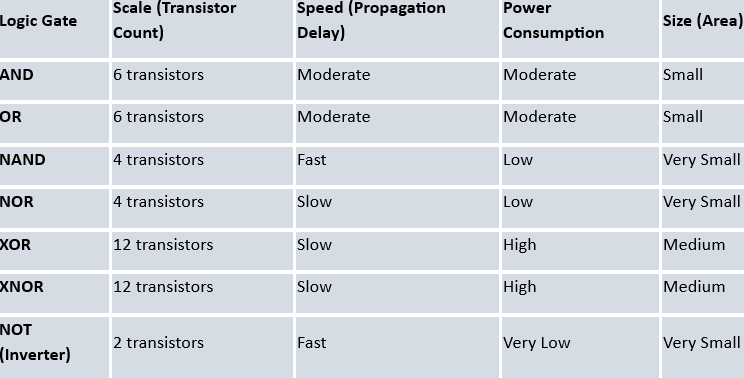 Logic Gate
Scale (Transistor
Count)
Speed (Propagation
Delay)
Power
Consumption
Size (Area)
AND
6 transistors
Moderate
Moderate
Small
OR
6 transistors
Moderate
Moderate
Small
NAND
4 transistors
Fast
Low
Very Small
NOR
4 transistors
Slow
Low
Very Small
XOR
12 transistors
Slow
High
Medium
XNOR
12 transistors
Slow
High
Medium
NOT
(Inverter)
2 transistors
Fast
Very Low
Very Small